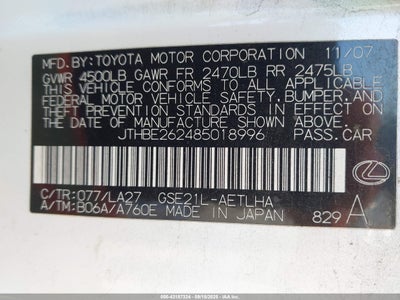 MFD.BY:TOYOTA MOTOR CORPORATION 11/07
GVWR 4500LB GAWR FR 2470LB RR 2475LB
THIS VEHICLE CONFORMS TO ALL APPLICABLE
FEDERAL MOTOR VEHICLE SAFETY,BUMPER,AND
THEFT PREVENTION STANDARDS IN EFFECT ON
THE DATE OF MANUFACTURE SHOWN ABOVE.
JTHBE262485018996 PASS.CAR
C/TR:077/LA27 GSE21L-AETLHA
A/TM:B06A/A760E MADE IN JAPAN 829 A